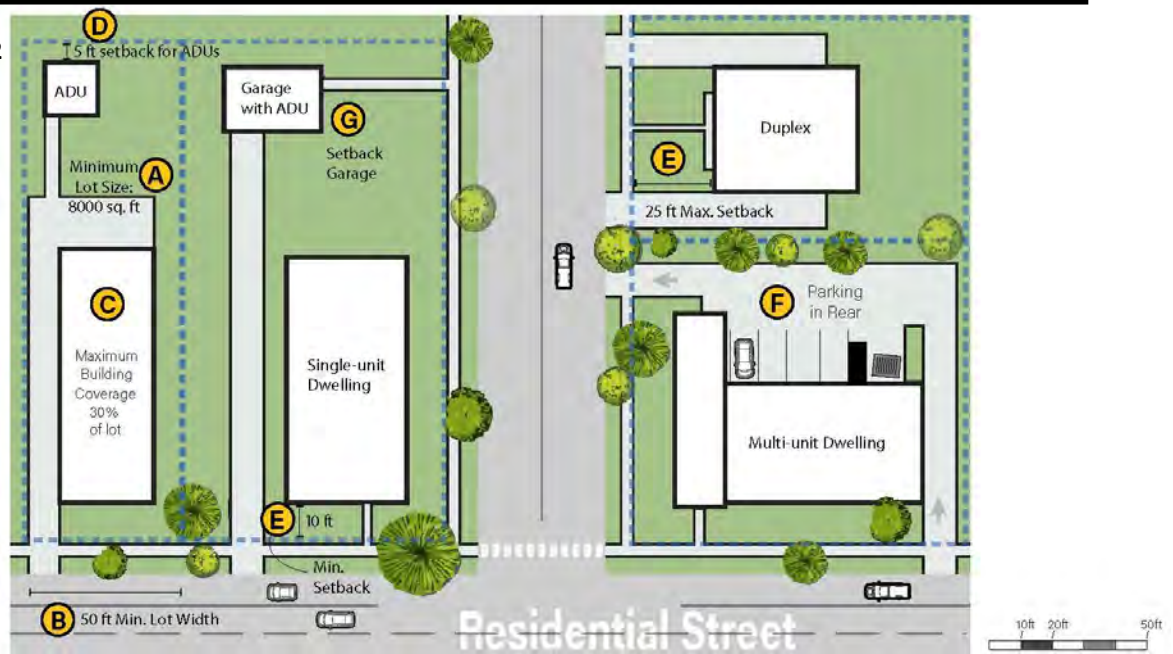 D
2
5 ft setback for ADUs
ADU
Garage
with ADU
G
Setback
Garage
Minimum
Lot Size:
8000 sq. ft
A
C
Maximum
Building
Coverage
30%
of lot
Single-unit
Dwelling
E
10 ft
Min.
Setback
B
50 ft Min. Lot Width
Duplex
E
25 ft Max. Setback
F
Parking
in Rear
Multi-unit Dwelling
Residential Street
10ft 20ft 50ft